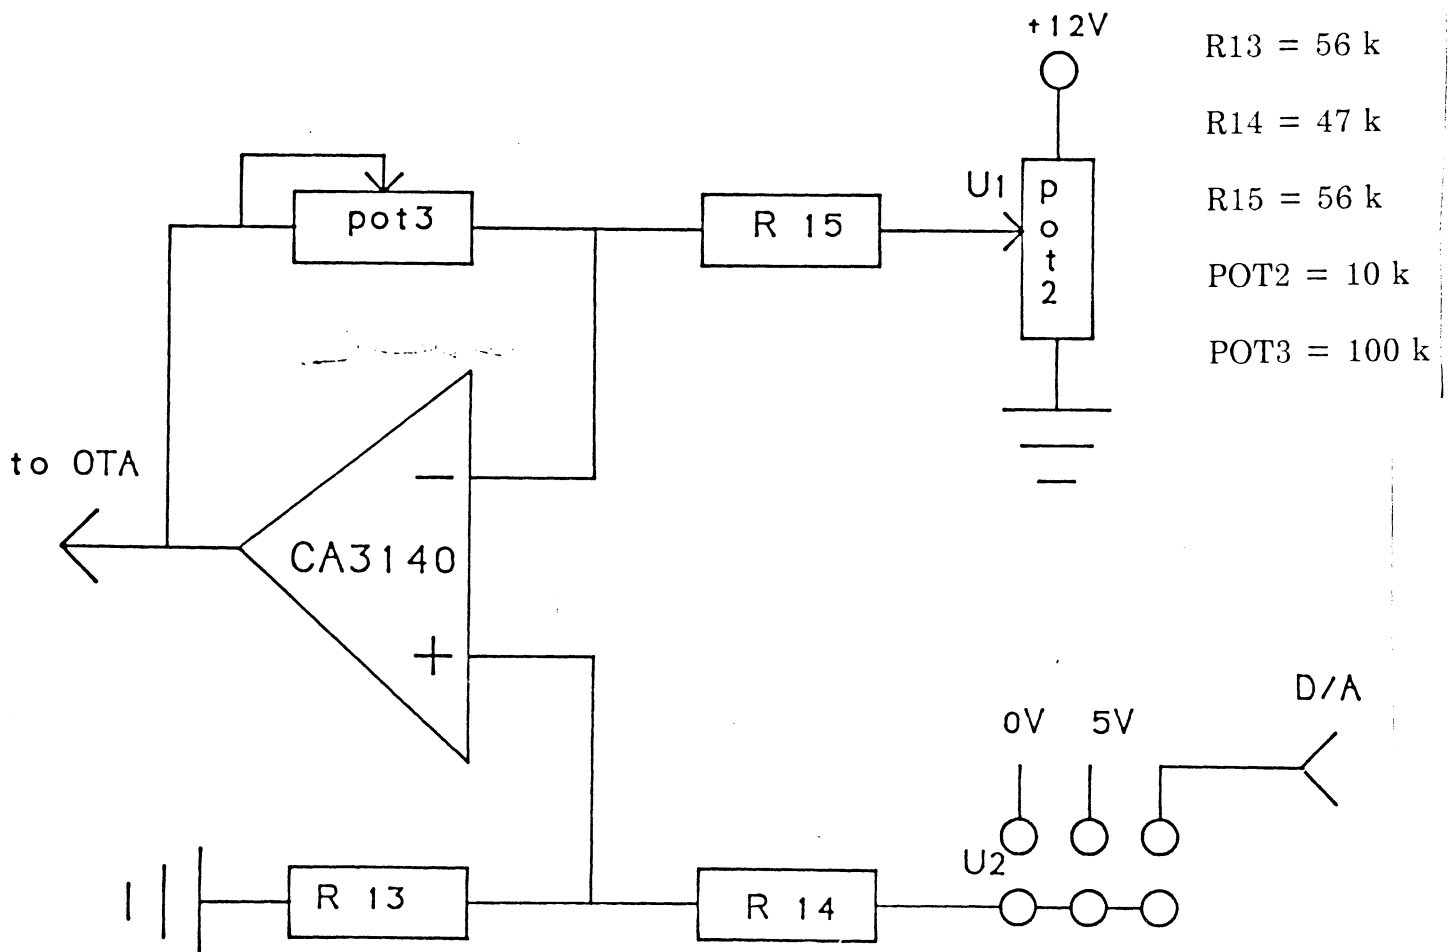 +12V
R13 = 56 k
R14 = 47 k
R15 = 56 k
POT2 = 10 k
POT3 = 100 k
U1
pot2
pot3
R 15
to OTA
−
CA3140
+
D/A
0V 5V
U2
R 13
R 14